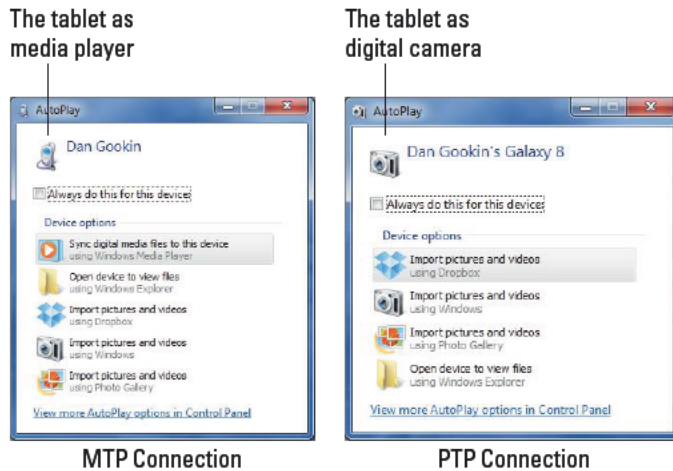 The tablet as
media player
AutoPlay
Dan Gookin
Always do this for this device:
Device options
Sync digital media files to this device
using Windows Media Player
Open device to view files
using Windows Explorer
Import pictures and videos
using Dropbox
Import pictures and videos
using Windows
Import pictures and videos
using Photo Gallery
View more AutoPlay options in Control Panel
MTP Connection
The tablet as
digital camera
AutoPlay
Dan Gookin's Galaxy 8
Always do this for this device:
Device options
Import pictures and videos
using Dropbox
Import pictures and videos
using Windows
Import pictures and videos
using Photo Gallery
Open device to view files
using Windows Explorer
View more AutoPlay options in Control Panel
PTP Connection